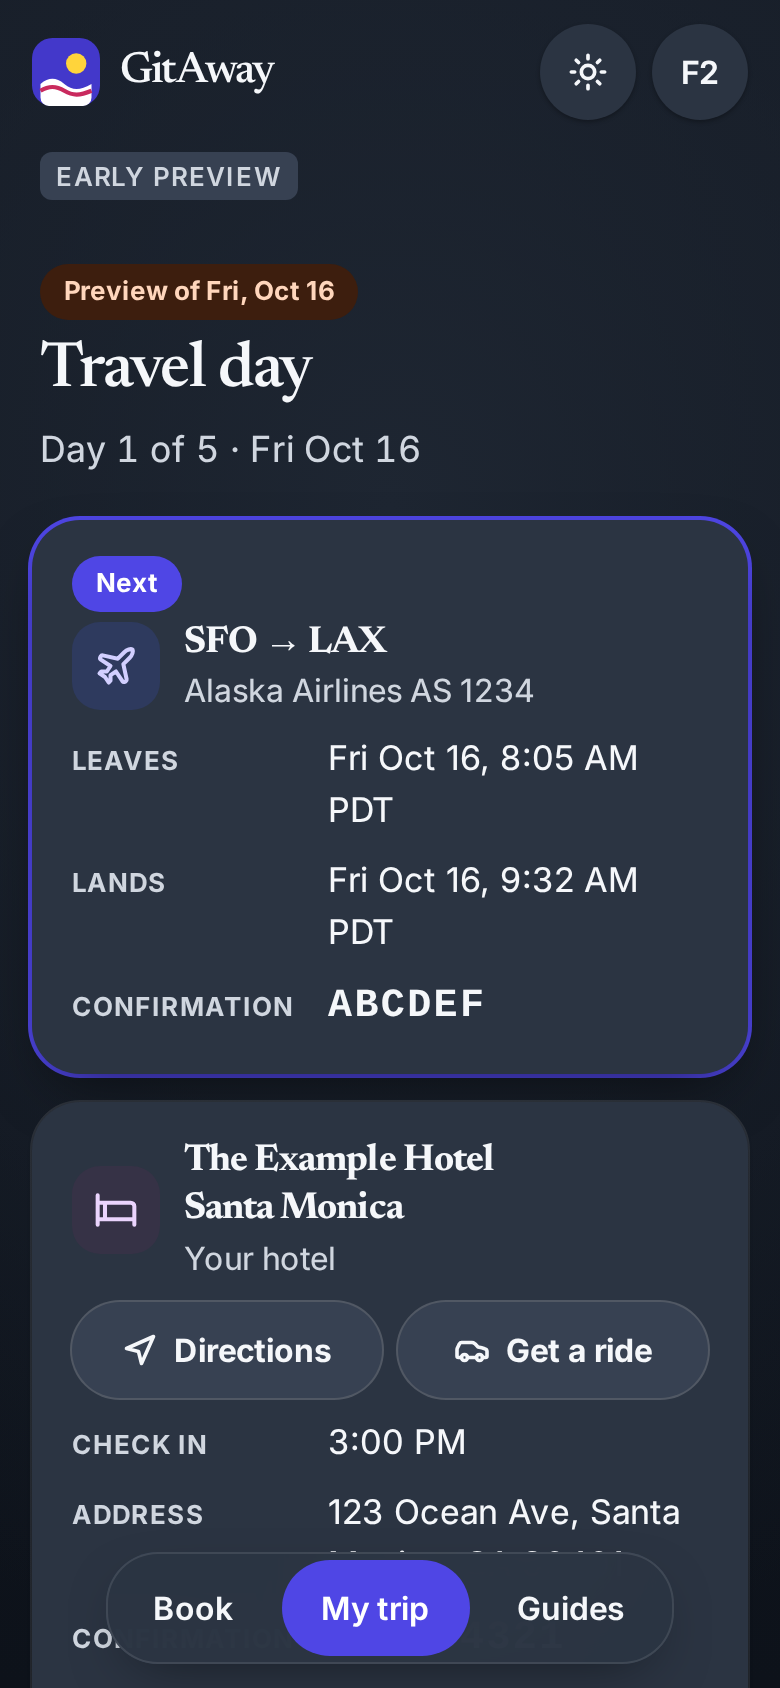 GitAway
F2
EARLY PREVIEW
Preview of Fri, Oct 16
Travel day
Day 1 of 5 · Fri Oct 16
Next
SFO → LAX
Alaska Airlines AS 1234
LEAVES
Fri Oct 16, 8:05 AM
PDT
LANDS
Fri Oct 16, 9:32 AM
PDT
CONFIRMATION
ABCDEF
The Example Hotel
Santa Monica
Your hotel
Directions
Get a ride
CHECK IN
3:00 PM
ADDRESS
123 Ocean Ave, Santa
Book
My trip
Guides